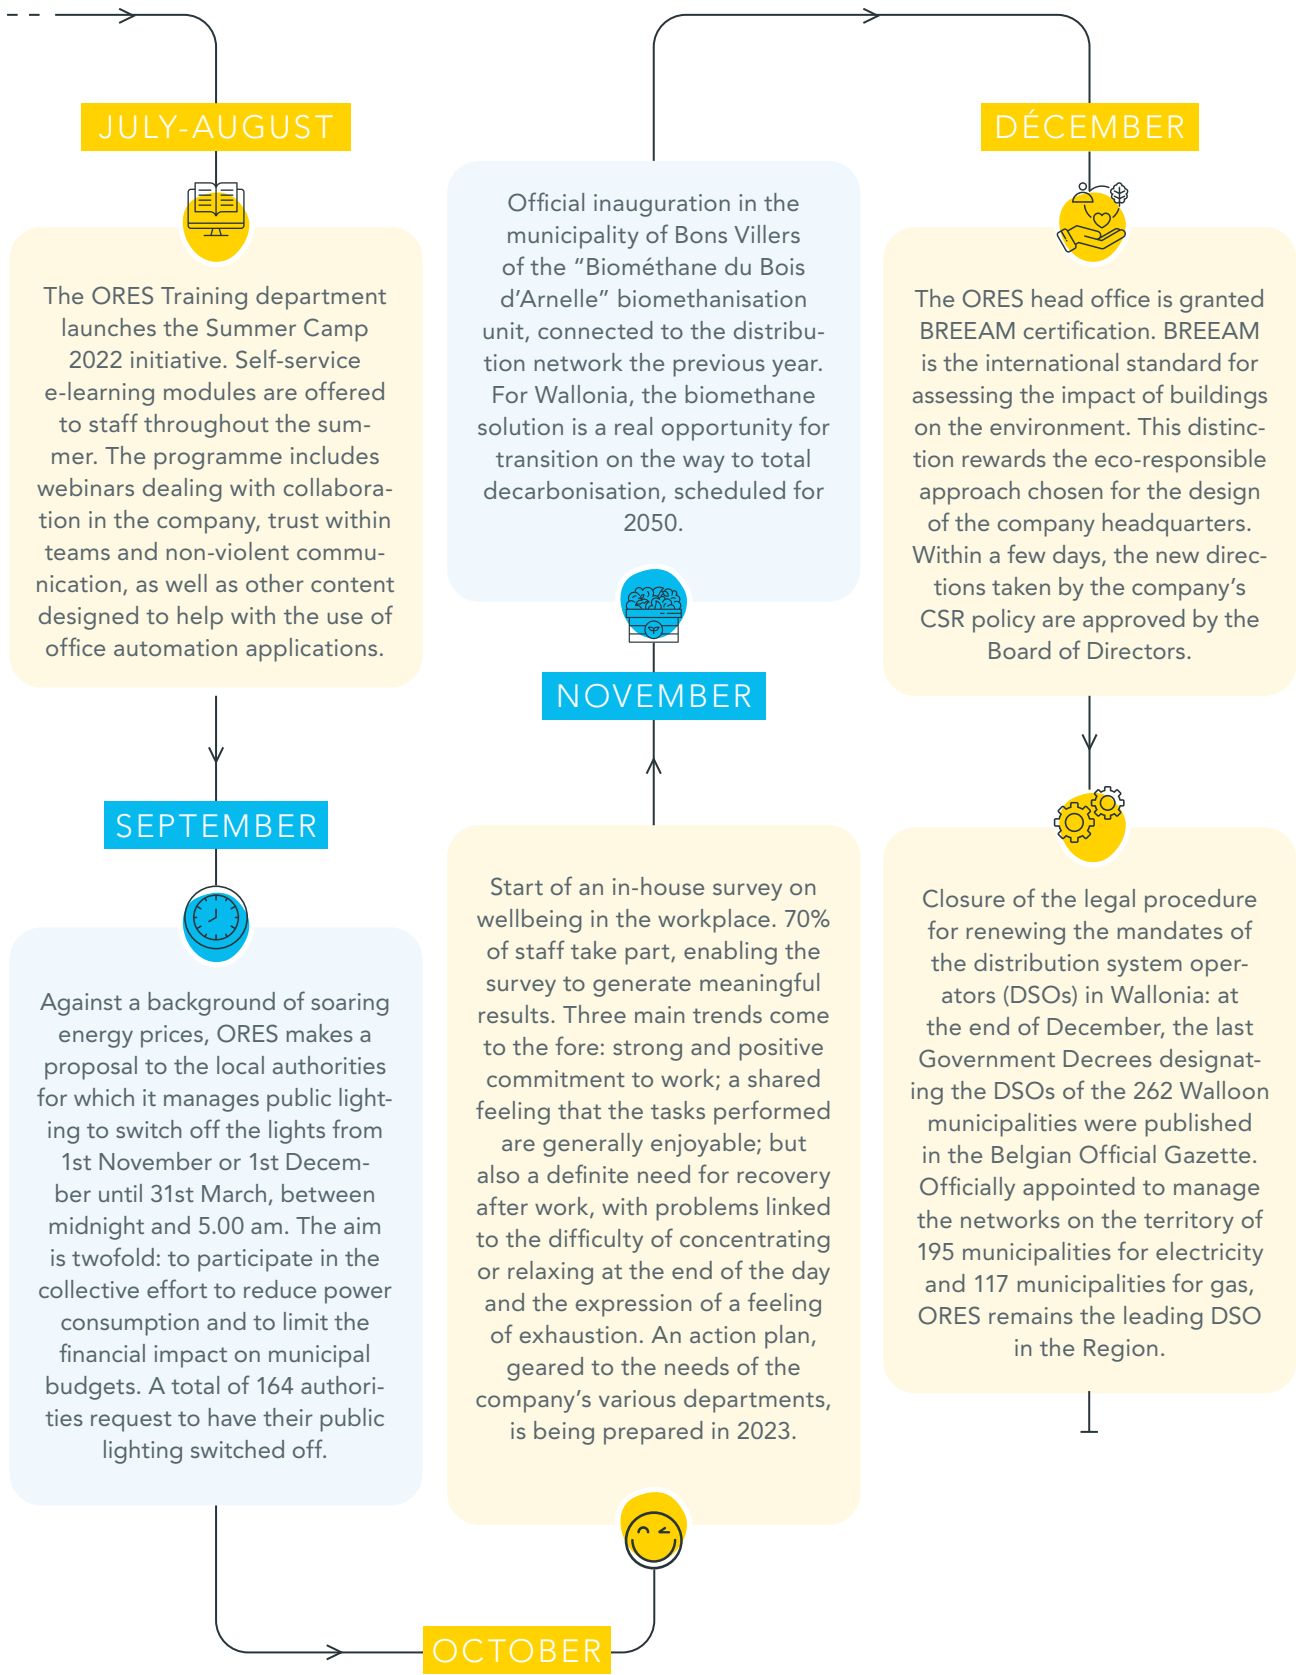 JULY-AUGUST
The ORES Training department
launches the Summer Camp
2022 initiative. Self-service
e-learning modules are offered
to staff throughout the sum-
mer. The programme includes
webinars dealing with collabora-
tion in the company, trust within
teams and non-violent commu-
nication, as well as other content
designed to help with the use of
office automation applications.
SEPTEMBER
Against a background of soaring
energy prices, ORES makes a
proposal to the local authorities
for which it manages public light-
ing to switch off the lights from
1st November or 1st Decem-
ber until 31st March, between
midnight and 5.00 am. The aim
is twofold: to participate in the
collective effort to reduce power
consumption and to limit the
financial impact on municipal
budgets. A total of 164 authori-
ties request to have their public
lighting switched off.
OCTOBER
Start of an in-house survey on
wellbeing in the workplace. 70%
of staff take part, enabling the
survey to generate meaningful
results. Three main trends come
to the fore: strong and positive
commitment to work; a shared
feeling that the tasks performed
are generally enjoyable; but
also a definite need for recovery
after work, with problems linked
to the difficulty of concentrating
or relaxing at the end of the day
and the expression of a feeling
of exhaustion. An action plan,
geared to the needs of the
company's various departments,
is being prepared in 2023.
NOVEMBER
Official inauguration in the
municipality of Bons Villers
of the “Biométhane du Bois
d'Arnelle” biomethanisation
unit, connected to the distribu-
tion network the previous year.
For Wallonia, the biomethane
solution is a real opportunity for
transition on the way to total
decarbonisation, scheduled for
2050.
DÉCEMBER
The ORES head office is granted
BREEAM certification. BREEAM
is the international standard for
assessing the impact of buildings
on the environment. This distinc-
tion rewards the eco-responsible
approach chosen for the design
of the company headquarters.
Within a few days, the new direc-
tions taken by the company's
CSR policy are approved by the
Board of Directors.
Closure of the legal procedure
for renewing the mandates of
the distribution system oper-
ators (DSOs) in Wallonia: at
the end of December, the last
Government Decrees designat-
ing the DSOs of the 262 Walloon
municipalities were published
in the Belgian Official Gazette.
Officially appointed to manage
the networks on the territory of
195 municipalities for electricity
and 117 municipalities for gas,
ORES remains the leading DSO
in the Region.